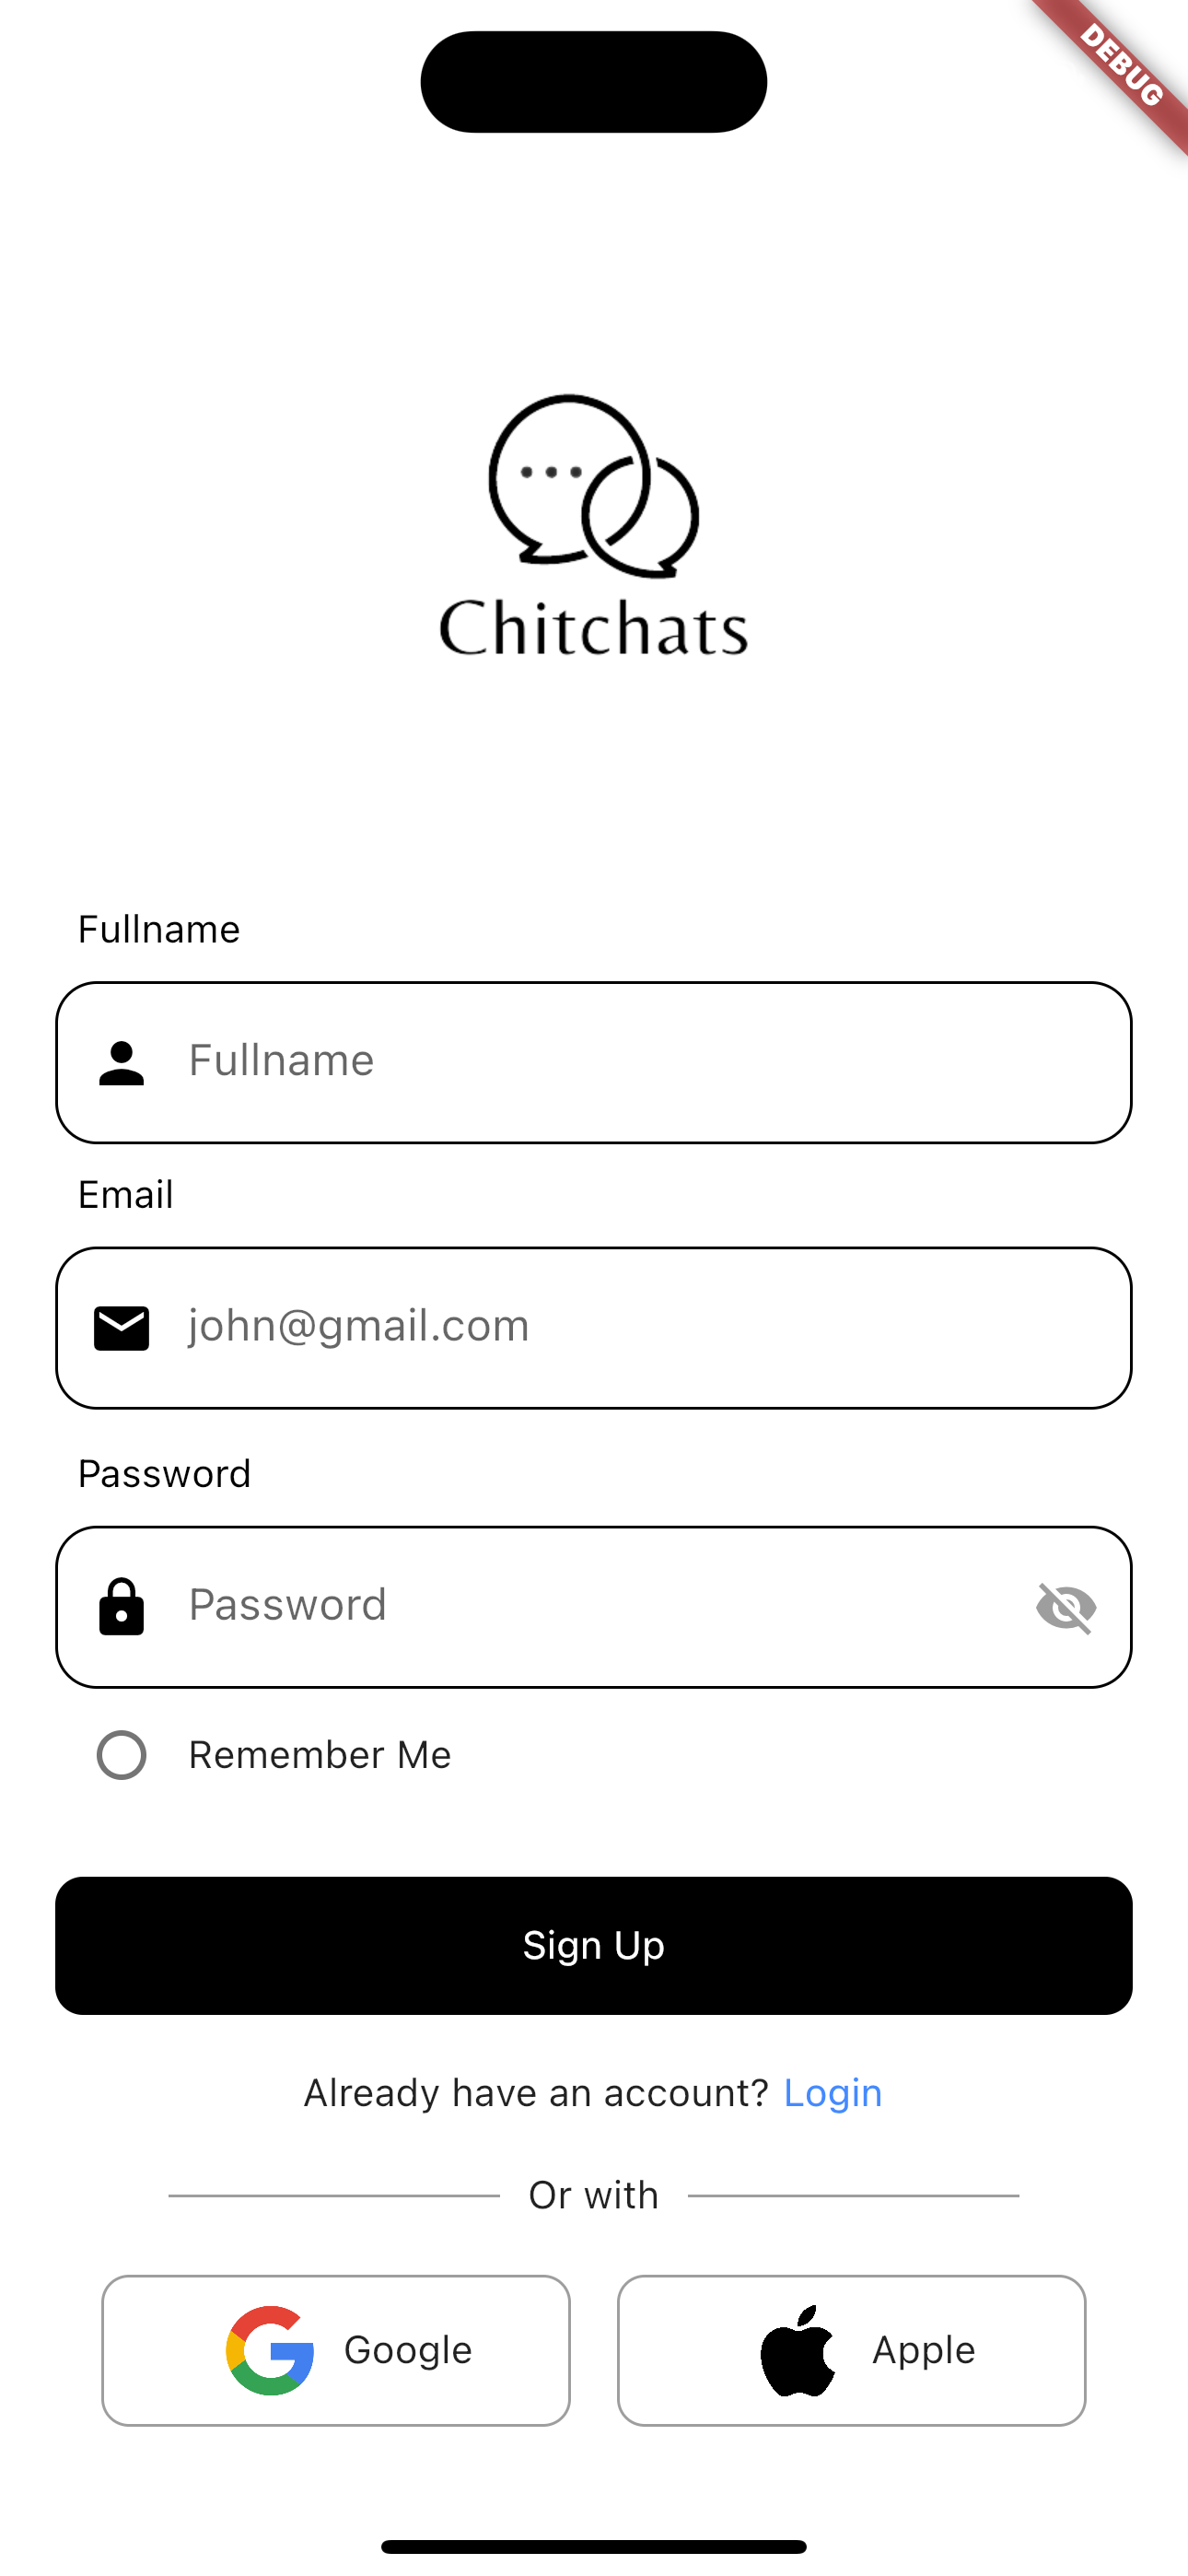 DEBUG
Chitchats
Fullname
Fullname
Email
john@gmail.com
Password
Password
Remember Me
Sign Up
Already have an account? Login
Or with
Google
Apple